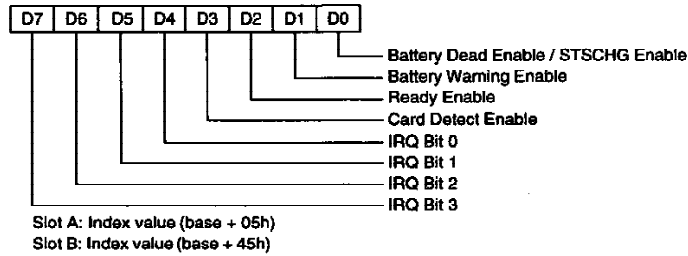 D7 D6 D5 D4 D3 D2 D1 D0
Battery Dead Enable / STSCHG Enable
Battery Warning Enable
Ready Enable
Card Detect Enable
IRQ Bit 0
IRQ Bit 1
IRQ Bit 2
IRQ Bit 3
Slot A: Index value (base + 05h)
Slot B: Index value (base + 45h)